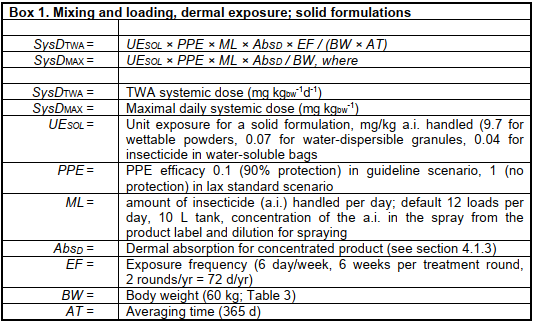 Box 1. Mixing and loading, dermal exposure; solid formulations
SysDTWA = UESOL × PPE × ML × AbsD × EF / (BW × AT)
SysDMAX = UESOL × PPE × ML × AbsD / BW, where
SysDTWA = TWA systemic dose (mg kgbw-1d-1)
SysDMAX = Maximal daily systemic dose (mg kgbw-1)
UESOL = Unit exposure for a solid formulation, mg/kg a.i. handled (9.7 for
wettable powders, 0.07 for water-dispersible granules, 0.04 for
insecticide in water-soluble bags
PPE = PPE efficacy 0.1 (90% protection) in guideline scenario, 1 (no
protection) in lax standard scenario
ML = amount of insecticide (a.i.) handled per day; default 12 loads per
day, 10 L tank, concentration of the a.i. in the spray from the
product label and dilution for spraying
AbsD = Dermal absorption for concentrated product (see section 4.1.3)
EF = Exposure frequency (6 day/week, 6 weeks per treatment round,
2 rounds/yr = 72 d/yr)
BW = Body weight (60 kg; Table 3)
AT = Averaging time (365 d)